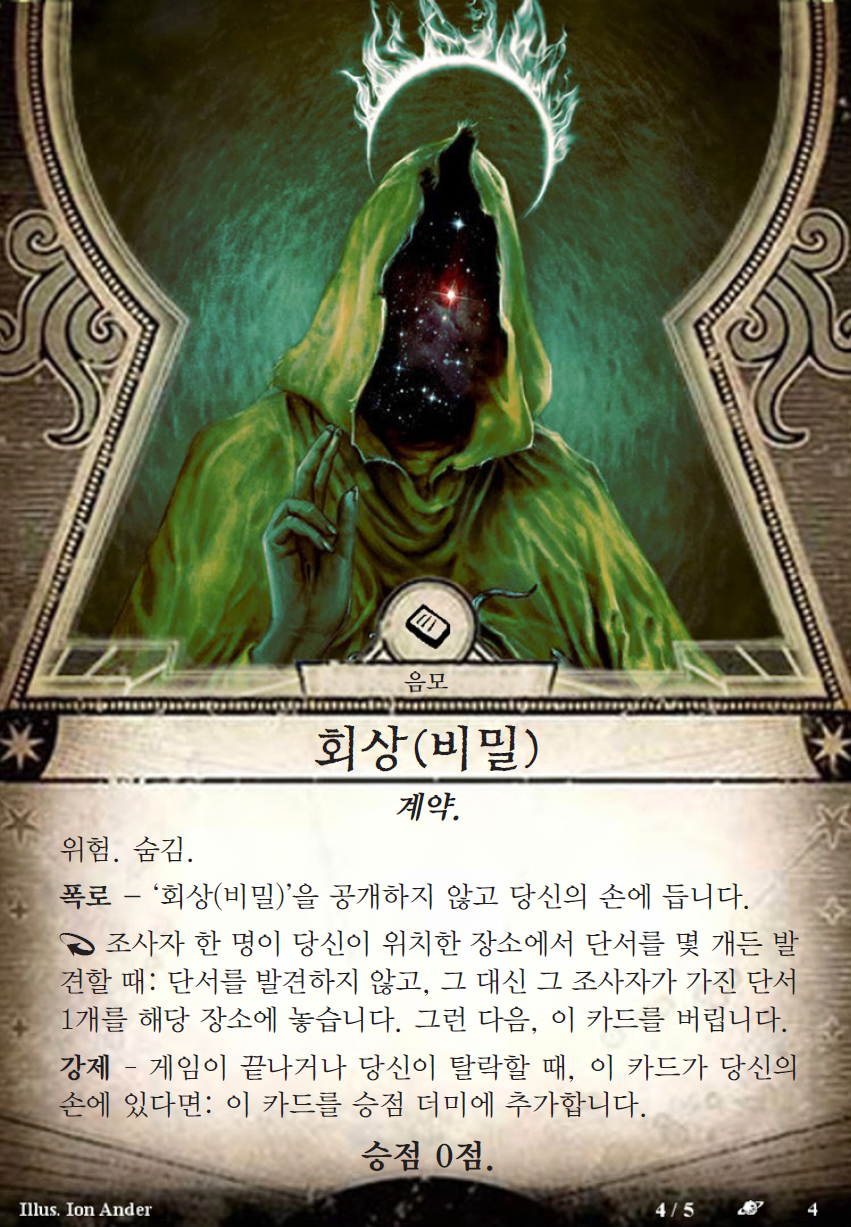 음모
회상(비밀)
계약.
위험. 숨김.
폭로 – ‘회상(비밀)’을 공개하지 않고 당신의 손에 듭니다.
조사자 한 명이 당신이 위치한 장소에서 단서를 몇 개든 발
견할 때: 단서를 발견하지 않고, 그 대신 그 조사자가 가진 단서
1개를 해당 장소에 놓습니다. 그런 다음, 이 카드를 버립니다.
강제 - 게임이 끝나거나 당신이 탈락할 때, 이 카드가 당신의
손에 있다면: 이 카드를 승점 더미에 추가합니다.
승점 0점.
Illus. Ion Ander 4 / 5 4